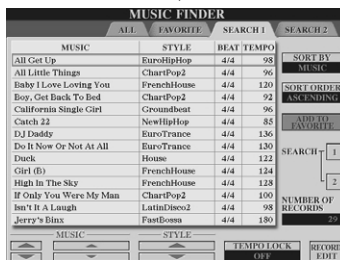 MUSIC FINDER
ALL FAVORITE SEARCH 1 SEARCH 2
MUSIC STYLE BEAT TEMPO
All Get Up EuroHipHop 4/4 98
All Little Things ChartPop2 4/4 96
Baby I Love Loving You FrenchHouse 4/4 120
Boy, Get Back To Bed ChartPop2 4/4 92
California Single Girl Groundbeat 4/4 96
Catch 22 NewHipHop 4/4 85
D.J Daddy EuroTrance 4/4 136
Do It Now Or Not At All EuroTrance 4/4 130
Duck House 4/4 122
Girl (B) FrenchHouse 4/4 124
High In The Sky FrenchHouse 4/4 128
If Only You Were My Man ChartPop2 4/4 100
Isn't It A Laugh LatinDisco2 4/4 98
Jerry's Binx FastBossa 4/4 180
SORT BY
MUSIC
SORT ORDER
ASCENDING
ADD TO
FAVORITE
SEARCH 1
2
NUMBER OF
RECORDS
29
MUSIC STYLE
TEMPO LOCK
OFF
RECORD
EDIT